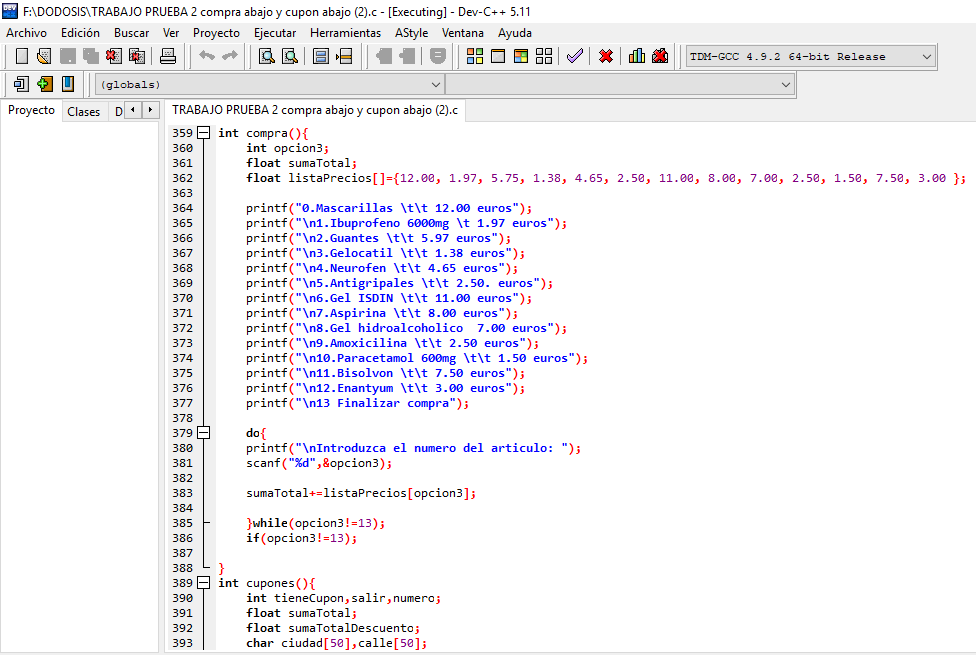 F:\DODOSIS\TRABAJO PRUEBA 2 compra abajo y cupon abajo (2).c - [Executing] - Dev-C++ 5.11
Archivo Edición Buscar Ver Proyecto Ejecutar Herramientas AStyle Ventana Ayuda
TDM-GCC 4.9.2 64-bit Release
(globals)
Proyecto Clases D
TRABAJO PRUEBA 2 compra abajo y cupon abajo (2).c
359 int compra(){
360     int opcion3;
361     float sumaTotal;
362     float listaPrecios[]={12.00, 1.97, 5.75, 1.38, 4.65, 2.50, 11.00, 8.00, 7.00, 2.50, 1.50, 7.50, 3.00 };
363
364     printf("0.Mascarillas \t\t 12.00 euros");
365     printf("\n1.Ibuprofeno 6000mg \t 1.97 euros");
366     printf("\n2.Guantes \t\t 5.97 euros");
367     printf("\n3.Gelocatil \t\t 1.38 euros");
368     printf("\n4.Neurofen \t\t 4.65 euros");
369     printf("\n5.Antigripales \t\t 2.50. euros");
370     printf("\n6.Gel ISDIN \t\t 11.00 euros");
371     printf("\n7.Aspirina \t\t 8.00 euros");
372     printf("\n8.Gel hidroalcoholico  7.00 euros");
373     printf("\n9.Amoxicilina \t\t 2.50 euros");
374     printf("\n10.Paracetamol 600mg \t\t 1.50 euros");
375     printf("\n11.Bisolvon \t\t 7.50 euros");
376     printf("\n12.Enantyum \t\t 3.00 euros");
377     printf("\n13 Finalizar compra");
378
379     do{
380     printf("\nIntroduzca el numero del articulo: ");
381     scanf("%d",&opcion3);
382
383     sumaTotal+=listaPrecios[opcion3];
384
385     }while(opcion3!=13);
386     if(opcion3!=13);
387
388 }
389 int cupones(){
390     int tieneCupon,salir,numero;
391     float sumaTotal;
392     float sumaTotalDescuento;
393     char ciudad[50],calle[50];